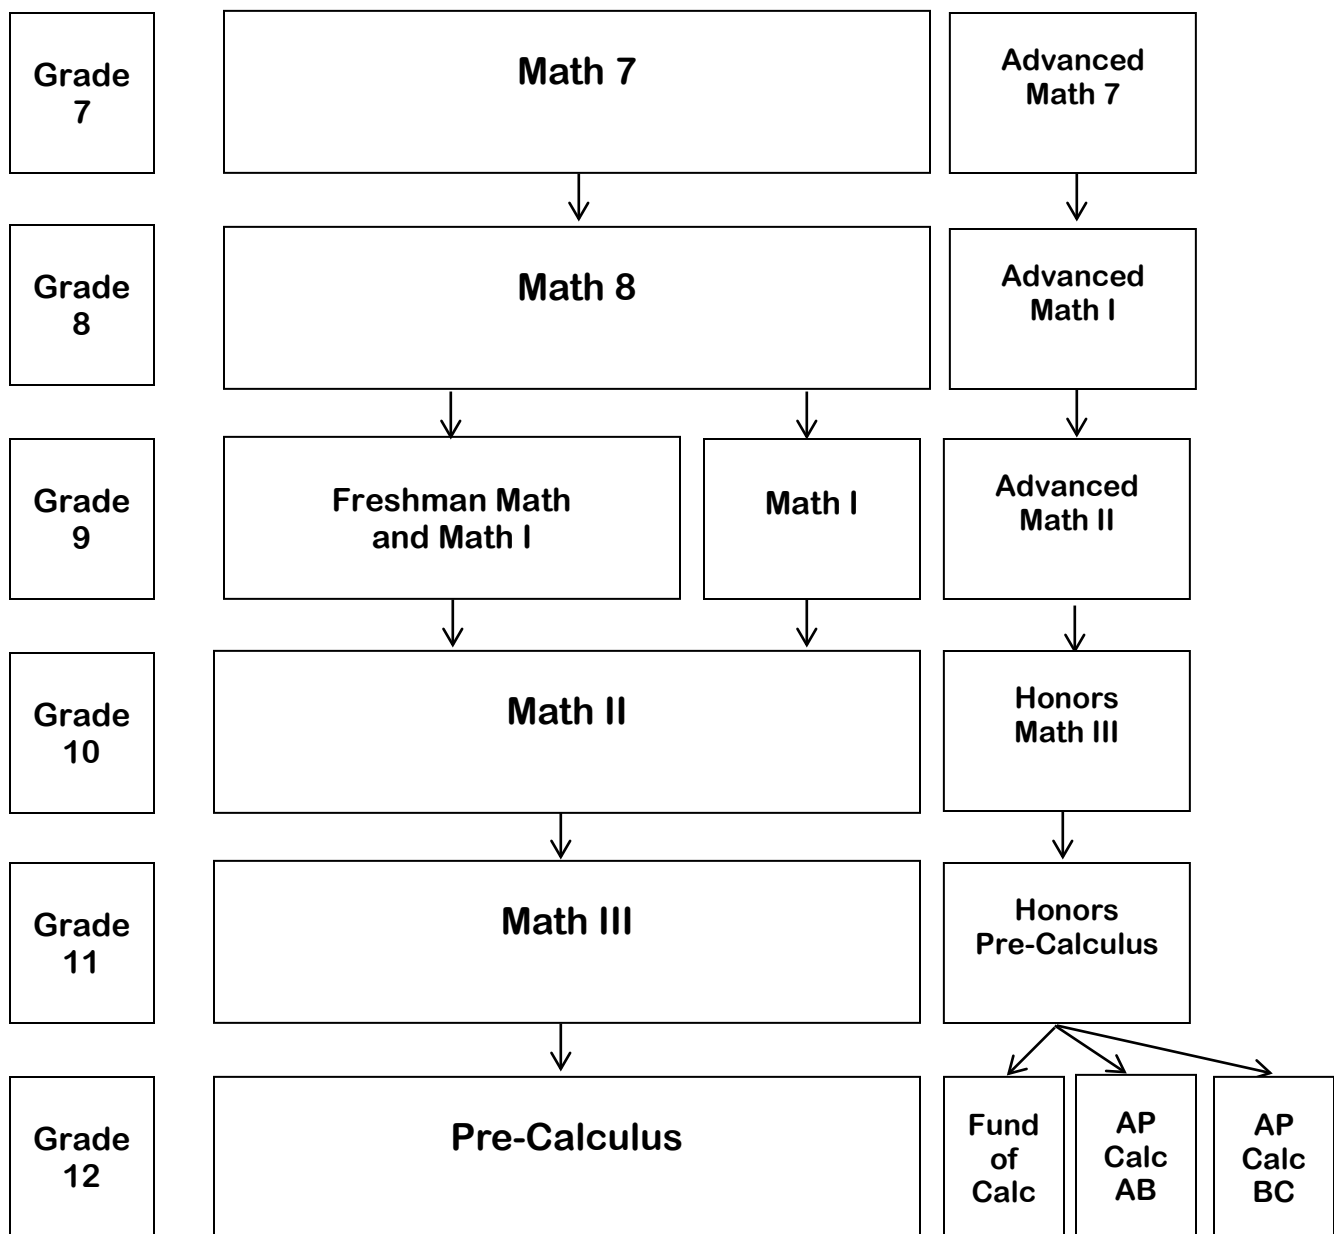 Grade
7
Math 7
Advanced
Math 7
Grade
8
Math 8
Advanced
Math I
Grade
9
Freshman Math
and Math I
Math I
Advanced
Math II
Grade
10
Math II
Honors
Math III
Grade
11
Math III
Honors
Pre-Calculus
Grade
12
Pre-Calculus
Fund
of
Calc
AP
Calc
AB
AP
Calc
BC